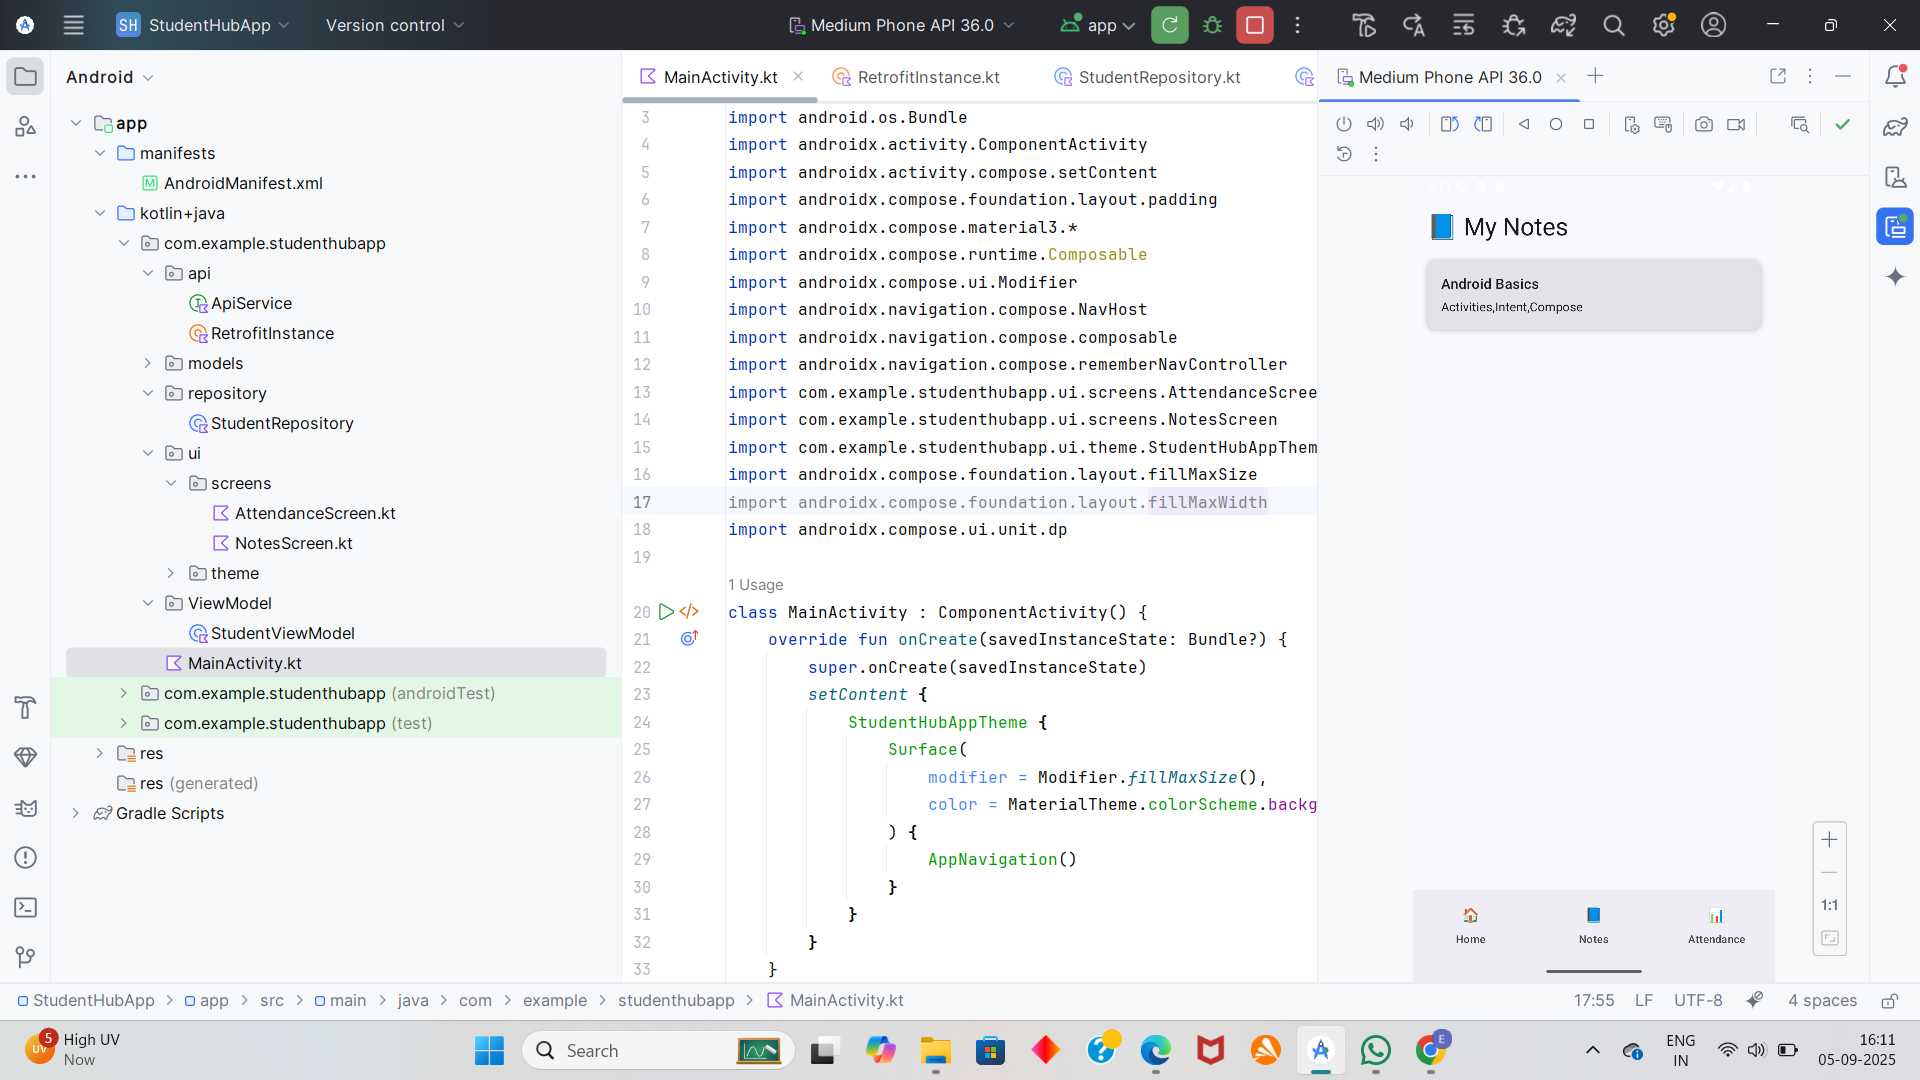 SH StudentHubApp Version control Medium Phone API 36.0 app
Android
app
manifests
AndroidManifest.xml
kotlin+java
com.example.studenthubapp
api
ApiService
RetrofitInstance
models
repository
StudentRepository
ui
screens
AttendanceScreen.kt
NotesScreen.kt
theme
ViewModel
StudentViewModel
MainActivity.kt
com.example.studenthubapp (androidTest)
com.example.studenthubapp (test)
res
res (generated)
Gradle Scripts
MainActivity.kt RetrofitInstance.kt StudentRepository.kt
3 import android.os.Bundle
4 import androidx.activity.ComponentActivity
5 import androidx.activity.compose.setContent
6 import androidx.compose.foundation.layout.padding
7 import androidx.compose.material3.*
8 import androidx.compose.runtime.Composable
9 import androidx.compose.ui.Modifier
10 import androidx.navigation.compose.NavHost
11 import androidx.navigation.compose.composable
12 import androidx.navigation.compose.rememberNavController
13 import com.example.studenthubapp.ui.screens.AttendanceScree
14 import com.example.studenthubapp.ui.screens.NotesScreen
15 import com.example.studenthubapp.ui.theme.StudentHubAppThem
16 import androidx.compose.foundation.layout.fillMaxSize
17 import androidx.compose.foundation.layout.fillMaxWidth
18 import androidx.compose.ui.unit.dp
19
1 Usage
20 class MainActivity : ComponentActivity() {
21 override fun onCreate(savedInstanceState: Bundle?) {
22 super.onCreate(savedInstanceState)
23 setContent {
24 StudentHubAppTheme {
25 Surface(
26 modifier = Modifier.fillMaxSize(),
27 color = MaterialTheme.colorScheme.backg
28 ) {
29 AppNavigation()
30 }
31 }
32 }
33 }
Medium Phone API 36.0
My Notes
Android Basics
Activities,Intent,Compose
Home Notes Attendance
1:1
StudentHubApp > app > src > main > java > com > example > studenthubapp > MainActivity.kt
17:55 LF UTF-8 4 spaces
5
UV
High UV
Now
Search
E
ENG
IN
16:11
05-09-2025